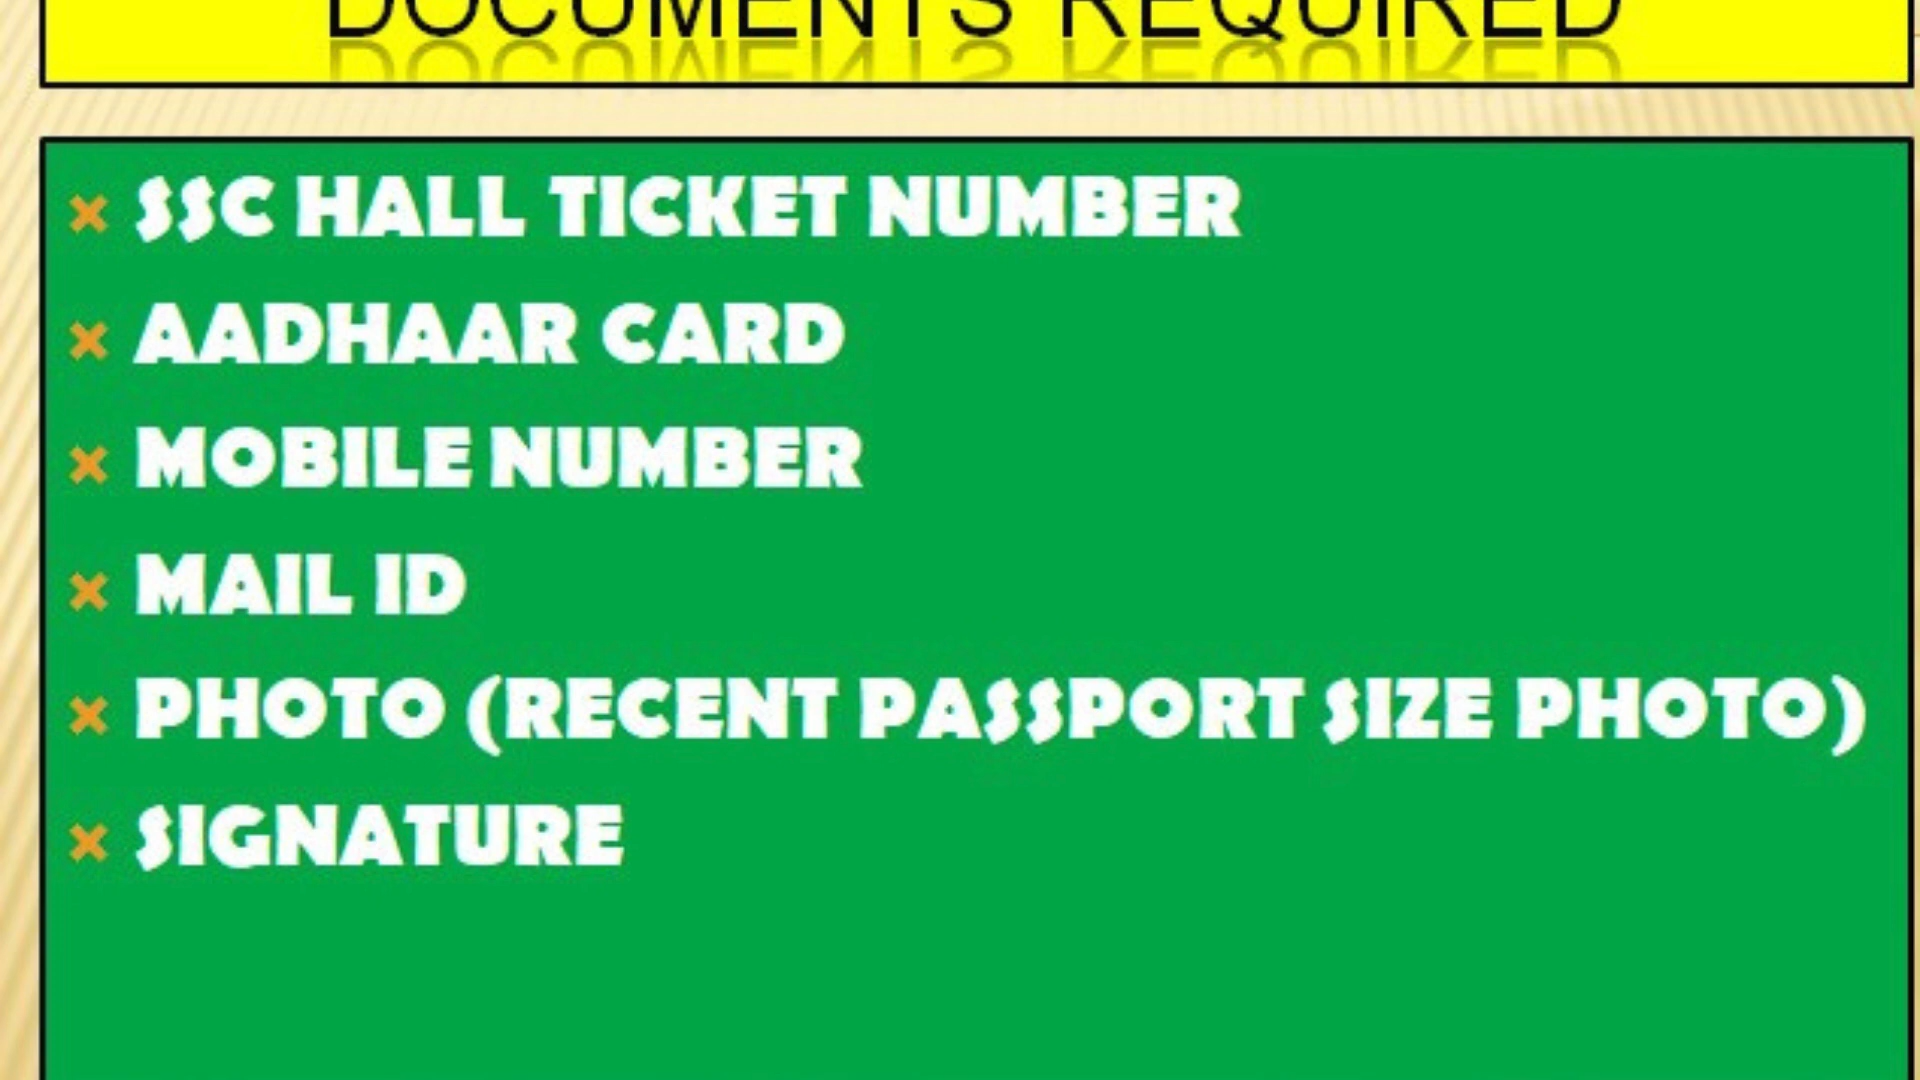 DOCUMENTS REQUIRED
SSC HALL TICKET NUMBER
AADHAAR CARD
MOBILE NUMBER
MAIL ID
PHOTO (RECENT PASSPORT SIZE PHOTO)
SIGNATURE